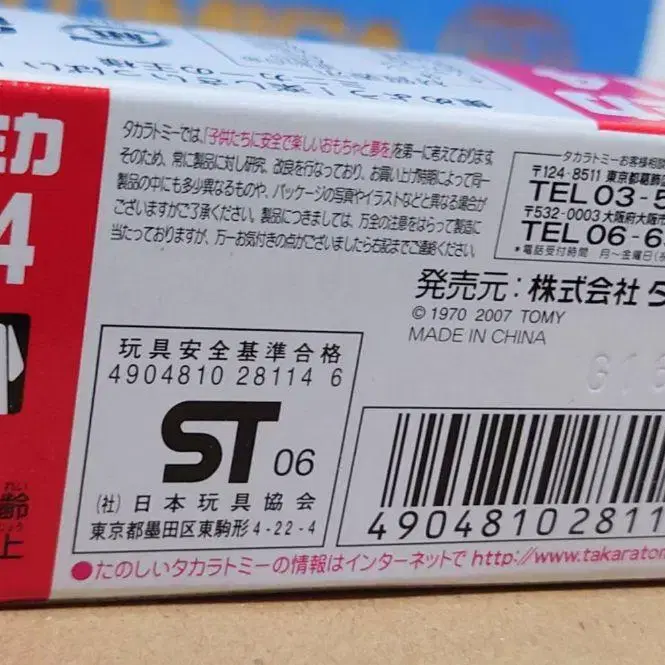 TOMICA
ミカ
4
タカラトミーでは、「子供たちに安全で楽しいおもちゃと夢を」を第一に考えております。
そのため、常に製品に対し研究、改良を行なっており、お買い上げ時期によって同一
製品の中にも多少異なるものや、パッケージの写真やイラストなどと異なる場合が
ございますがご了承ください。製品につきましては、万全の注意をはらって製造に
当たっておりますが、万一お気付きの点がございましたら右記までご連絡ください。
タカラトミーお客様相談
〒124-8511 東京都葛飾
TEL 03-5
〒532-0003 大阪府大阪市
TEL 06-6
*電話受付時間 月〜金曜日(祝
発売元:株式会社 タ
© 1970 2007 TOMY
MADE IN CHINA
玩具安全基準合格
4904810 28114 6
ST 06
(社)日本玩具協会
東京都墨田区東駒形4-22-4
4904810 2811
齢
上
●たのしいタカラトミーの情報はインターネットで http://www.takaratom